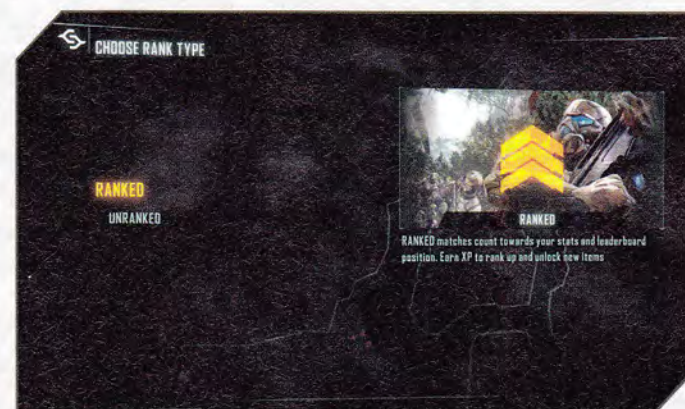 CHOOSE RANK TYPE
RANKED
UNRANKED
RANKED
RANKED matches count towards your stats and leaderboard
position. Earn XP to rank up and unlock new items